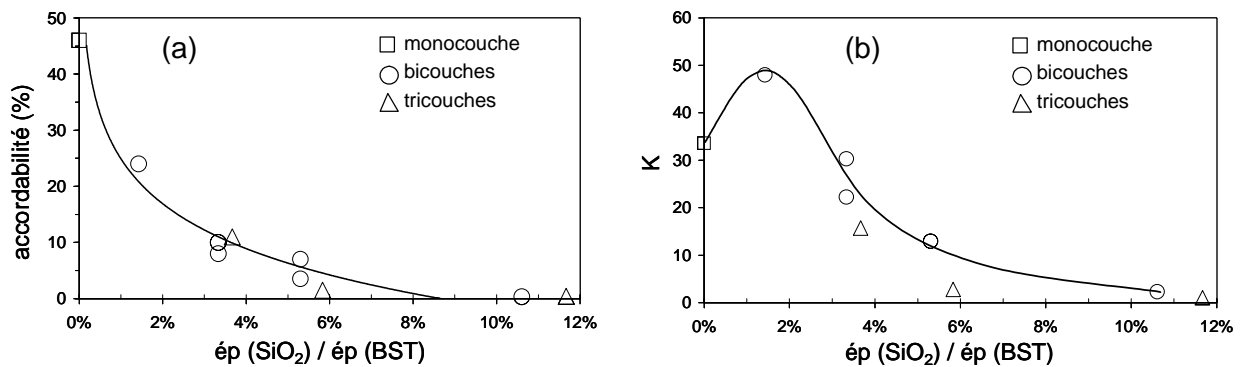 (a)
accordabilité (%)
50
40
30
20
10
0
monocouche
bicouches
tricouches
0%
2%
4%
6%
8%
10%
12%
ép (SiO₂) / ép (BST)
(b)
K
60
50
40
30
20
10
0
monocouche
bicouches
tricouches
0%
2%
4%
6%
8%
10%
12%
ép (SiO₂) / ép (BST)